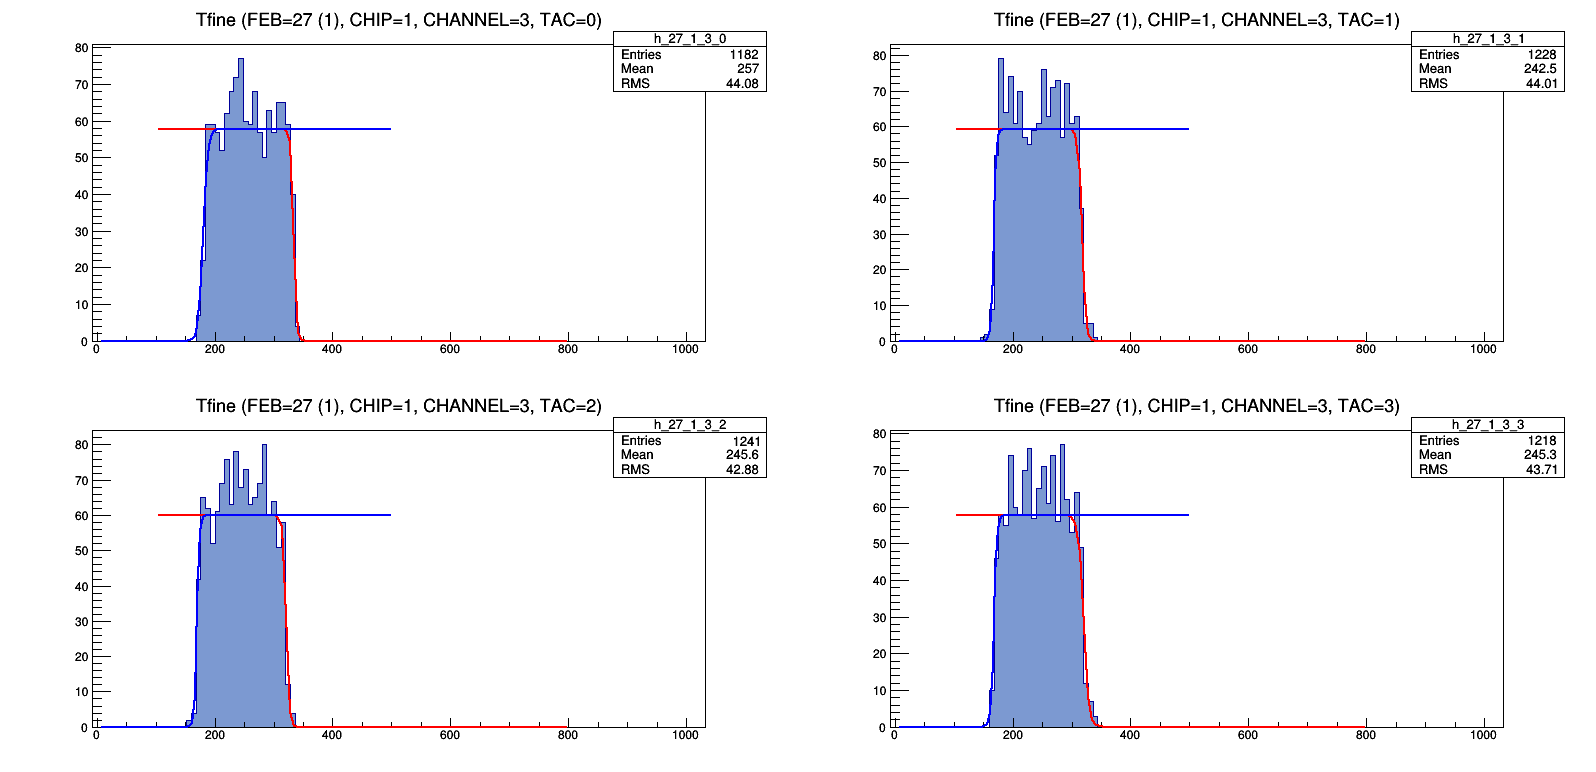 Tfine (FEB=27 (1), CHIP=1, CHANNEL=3, TAC=0)
h_27_1_3_0
Entries 1182
Mean 257
RMS 44.08
80
70
60
50
40
30
20
10
0
0 200 400 600 800 1000
Tfine (FEB=27 (1), CHIP=1, CHANNEL=3, TAC=1)
h_27_1_3_1
Entries 1228
Mean 242.5
RMS 44.01
80
70
60
50
40
30
20
10
0
0 200 400 600 800 1000
Tfine (FEB=27 (1), CHIP=1, CHANNEL=3, TAC=2)
h_27_1_3_2
Entries 1241
Mean 245.6
RMS 42.88
80
70
60
50
40
30
20
10
0
0 200 400 600 800 1000
Tfine (FEB=27 (1), CHIP=1, CHANNEL=3, TAC=3)
h_27_1_3_3
Entries 1218
Mean 245.3
RMS 43.71
80
70
60
50
40
30
20
10
0
0 200 400 600 800 1000